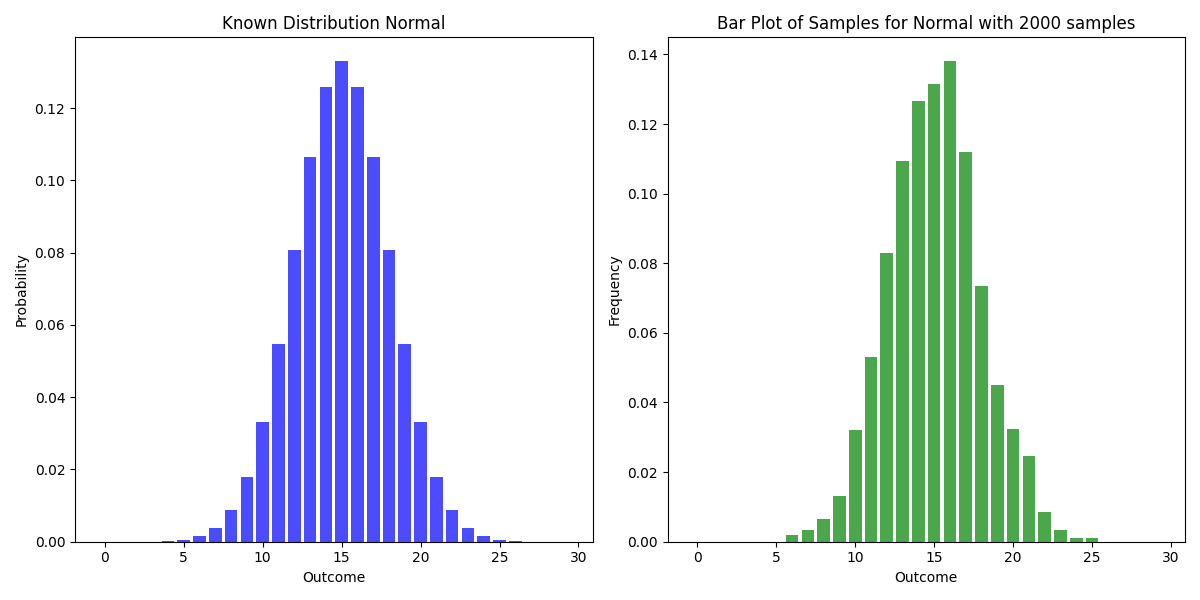 Known Distribution Normal
Probability
0.12
0.10
0.08
0.06
0.04
0.02
0.00
0 5 10 15 20 25 30
Outcome
Bar Plot of Samples for Normal with 2000 samples
Frequency
0.14
0.12
0.10
0.08
0.06
0.04
0.02
0.00
0 5 10 15 20 25 30
Outcome